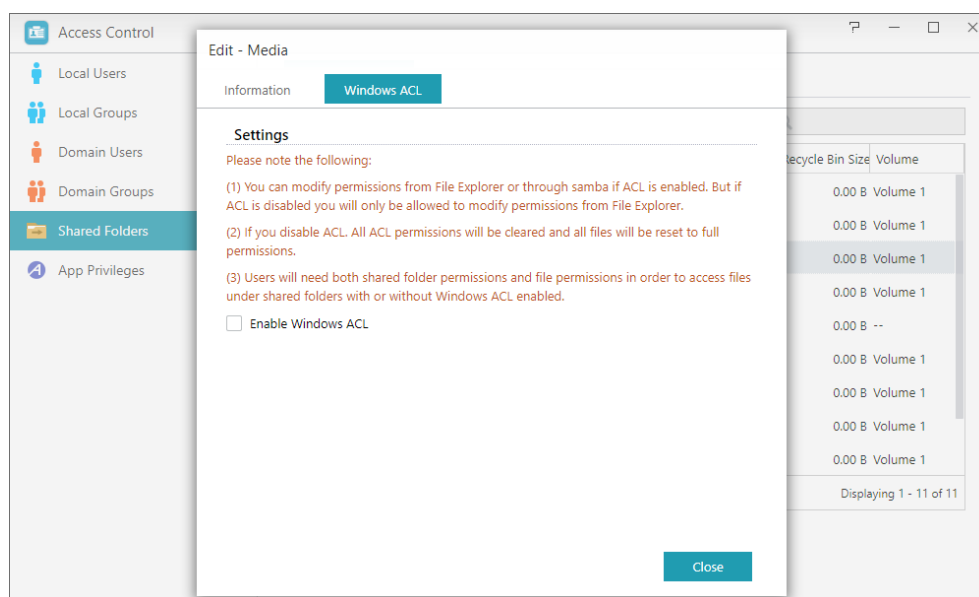 Access Control
Local Users
Local Groups
Domain Users
Domain Groups
Shared Folders
App Privileges
Edit - Media
Information
Windows ACL
Settings
Please note the following:
(1) You can modify permissions from File Explorer or through samba if ACL is enabled. But if
ACL is disabled you will only be allowed to modify permissions from File Explorer.
(2) If you disable ACL. All ACL permissions will be cleared and all files will be reset to full
permissions.
(3) Users will need both shared folder permissions and file permissions in order to access files
under shared folders with or without Windows ACL enabled.
Enable Windows ACL
Close
Recycle Bin Size Volume
0.00 B Volume 1
0.00 B Volume 1
0.00 B Volume 1
0.00 B Volume 1
0.00 B --
0.00 B Volume 1
0.00 B Volume 1
0.00 B Volume 1
0.00 B Volume 1
Displaying 1 - 11 of 11